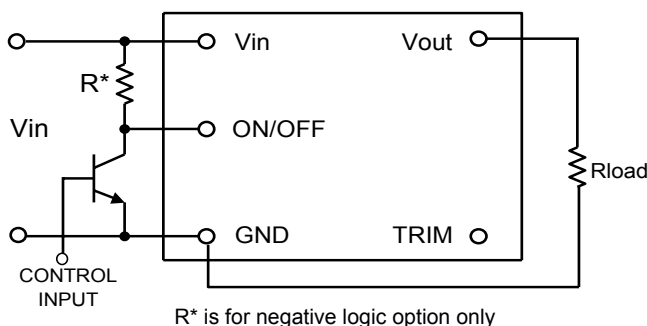 Vin
Vout
R*
Vin
ON/OFF
Rload
GND
TRIM
CONTROL
INPUT
R* is for negative logic option only